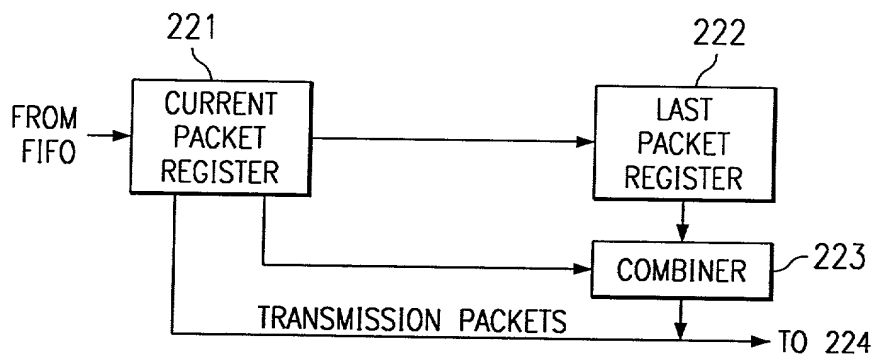 221
222
FROM
FIFO
CURRENT
PACKET
REGISTER
LAST
PACKET
REGISTER
COMBINER
223
TRANSMISSION PACKETS
TO 224